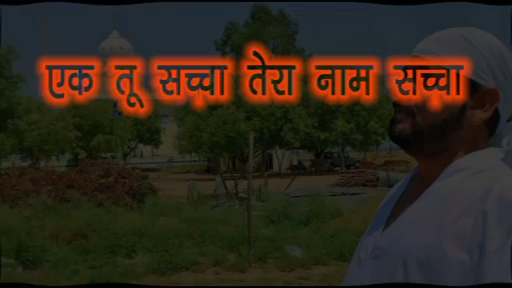 एक तू सच्चा तेरा नाम सच्चा